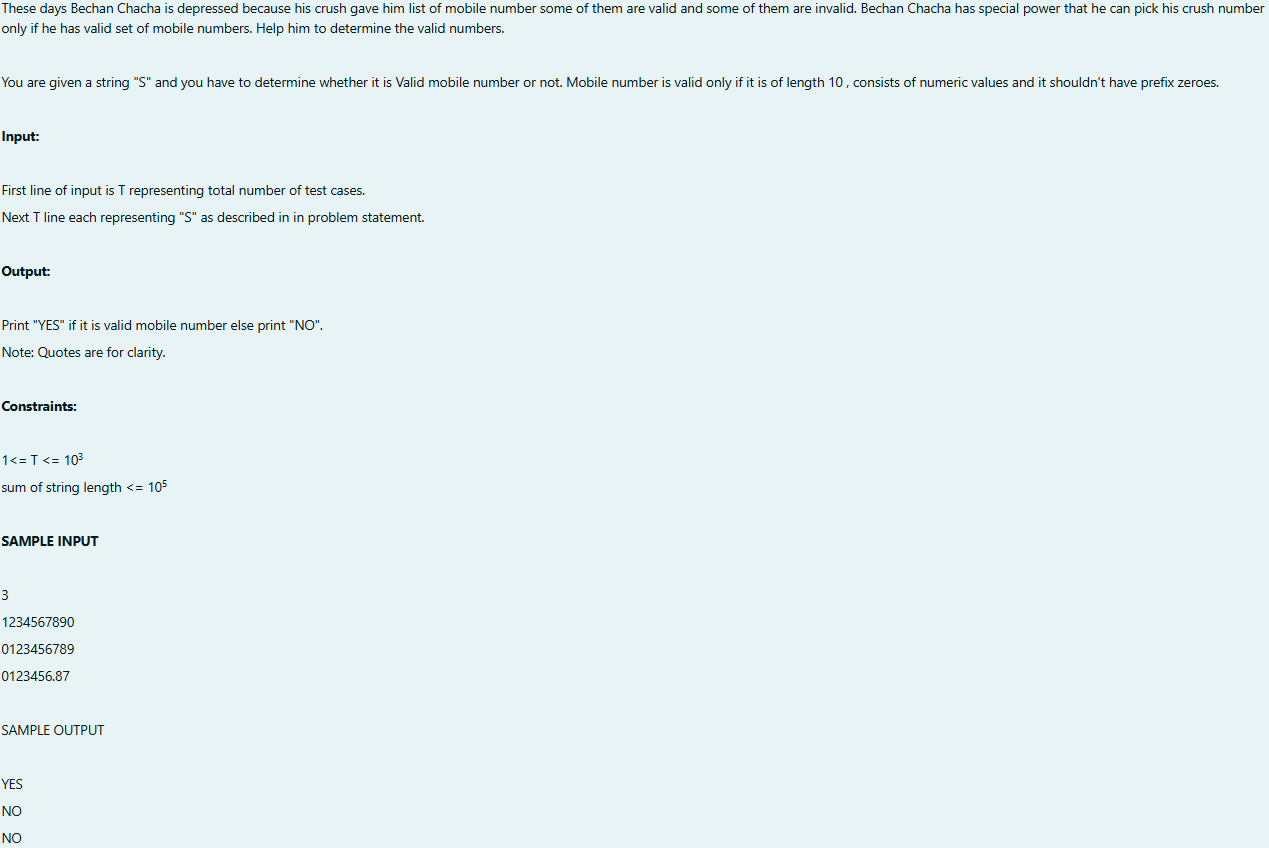 These days Bechan Chacha is depressed because his crush gave him list of mobile number some of them are valid and some of them are invalid. Bechan Chacha has special power that he can pick his crush number
only if he has valid set of mobile numbers. Help him to determine the valid numbers.
You are given a string "S" and you have to determine whether it is Valid mobile number or not. Mobile number is valid only if it is of length 10 , consists of numeric values and it shouldn't have prefix zeroes.
Input:
First line of input is T representing total number of test cases.
Next T line each representing "S" as described in in problem statement.
Output:
Print "YES" if it is valid mobile number else print "NO".
Note: Quotes are for clarity.
Constraints:
1<= T <= 10³
sum of string length <= 10⁵
SAMPLE INPUT
3
1234567890
0123456789
0123456.87
SAMPLE OUTPUT
YES
NO
NO